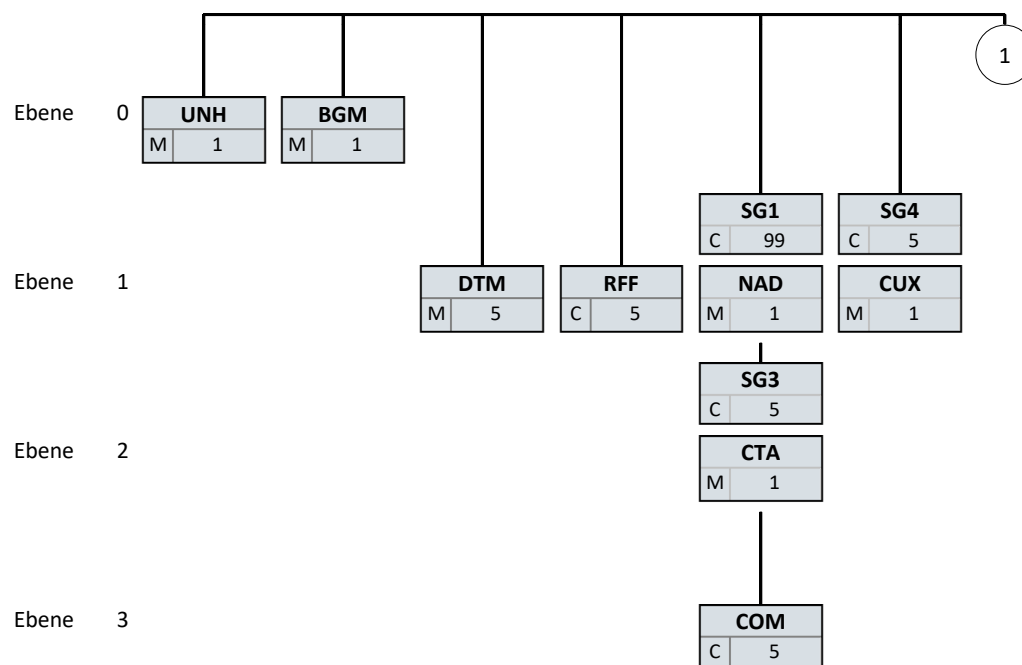 1
Ebene 0 UNH BGM
M 1 M 1
SG1 SG4
C 99 C 5
Ebene 1 DTM RFF NAD CUX
M 5 C 5 M 1 M 1
SG3
C 5
Ebene 2 CTA
M 1
Ebene 3 COM
C 5